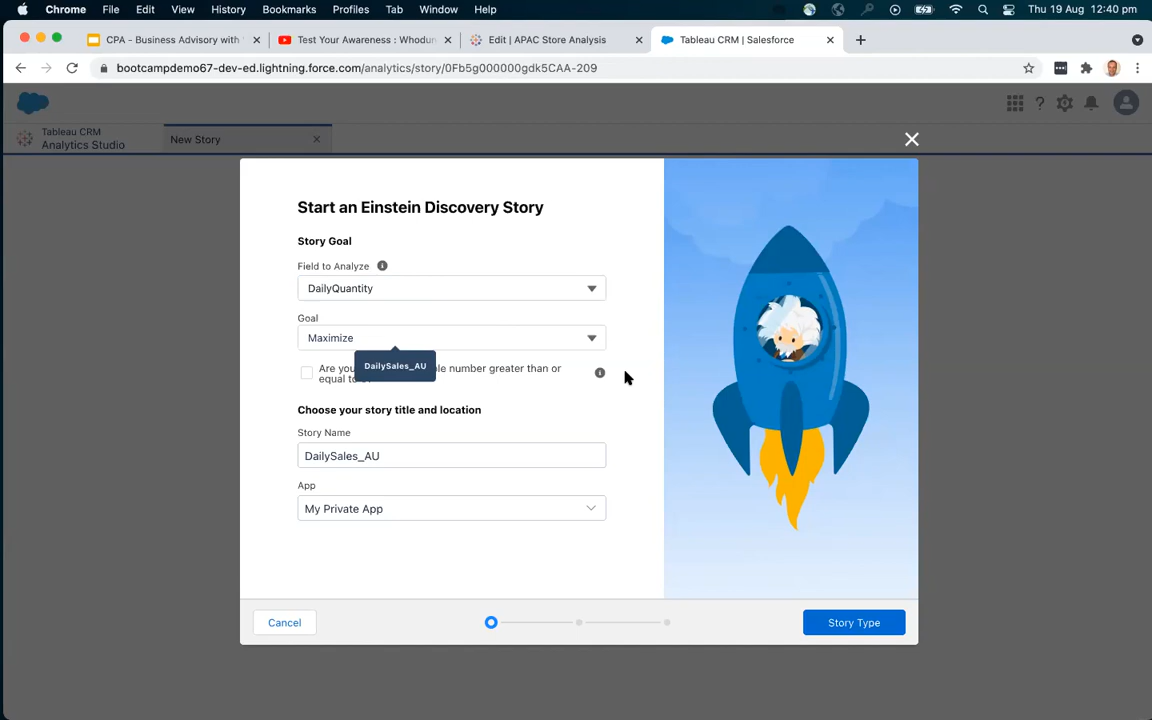 Chrome File Edit View History Bookmarks Profiles Tab Window Help Thu 19 Aug 12:40 pm
CPA - Business Advisory with Test Your Awareness : Whodun Edit | APAC Store Analysis Tableau CRM | Salesforce
bootcampdemo67-dev-ed.lightning.force.com/analytics/story/0Fb5g000000gdk5CAA-209
Tableau CRM
Analytics Studio
New Story
Start an Einstein Discovery Story
Story Goal
Field to Analyze
DailyQuantity
Goal
Maximize
DailySales_AU
Are you le number greater than or
equal to
Choose your story title and location
Story Name
DailySales_AU
App
My Private App
Cancel
Story Type